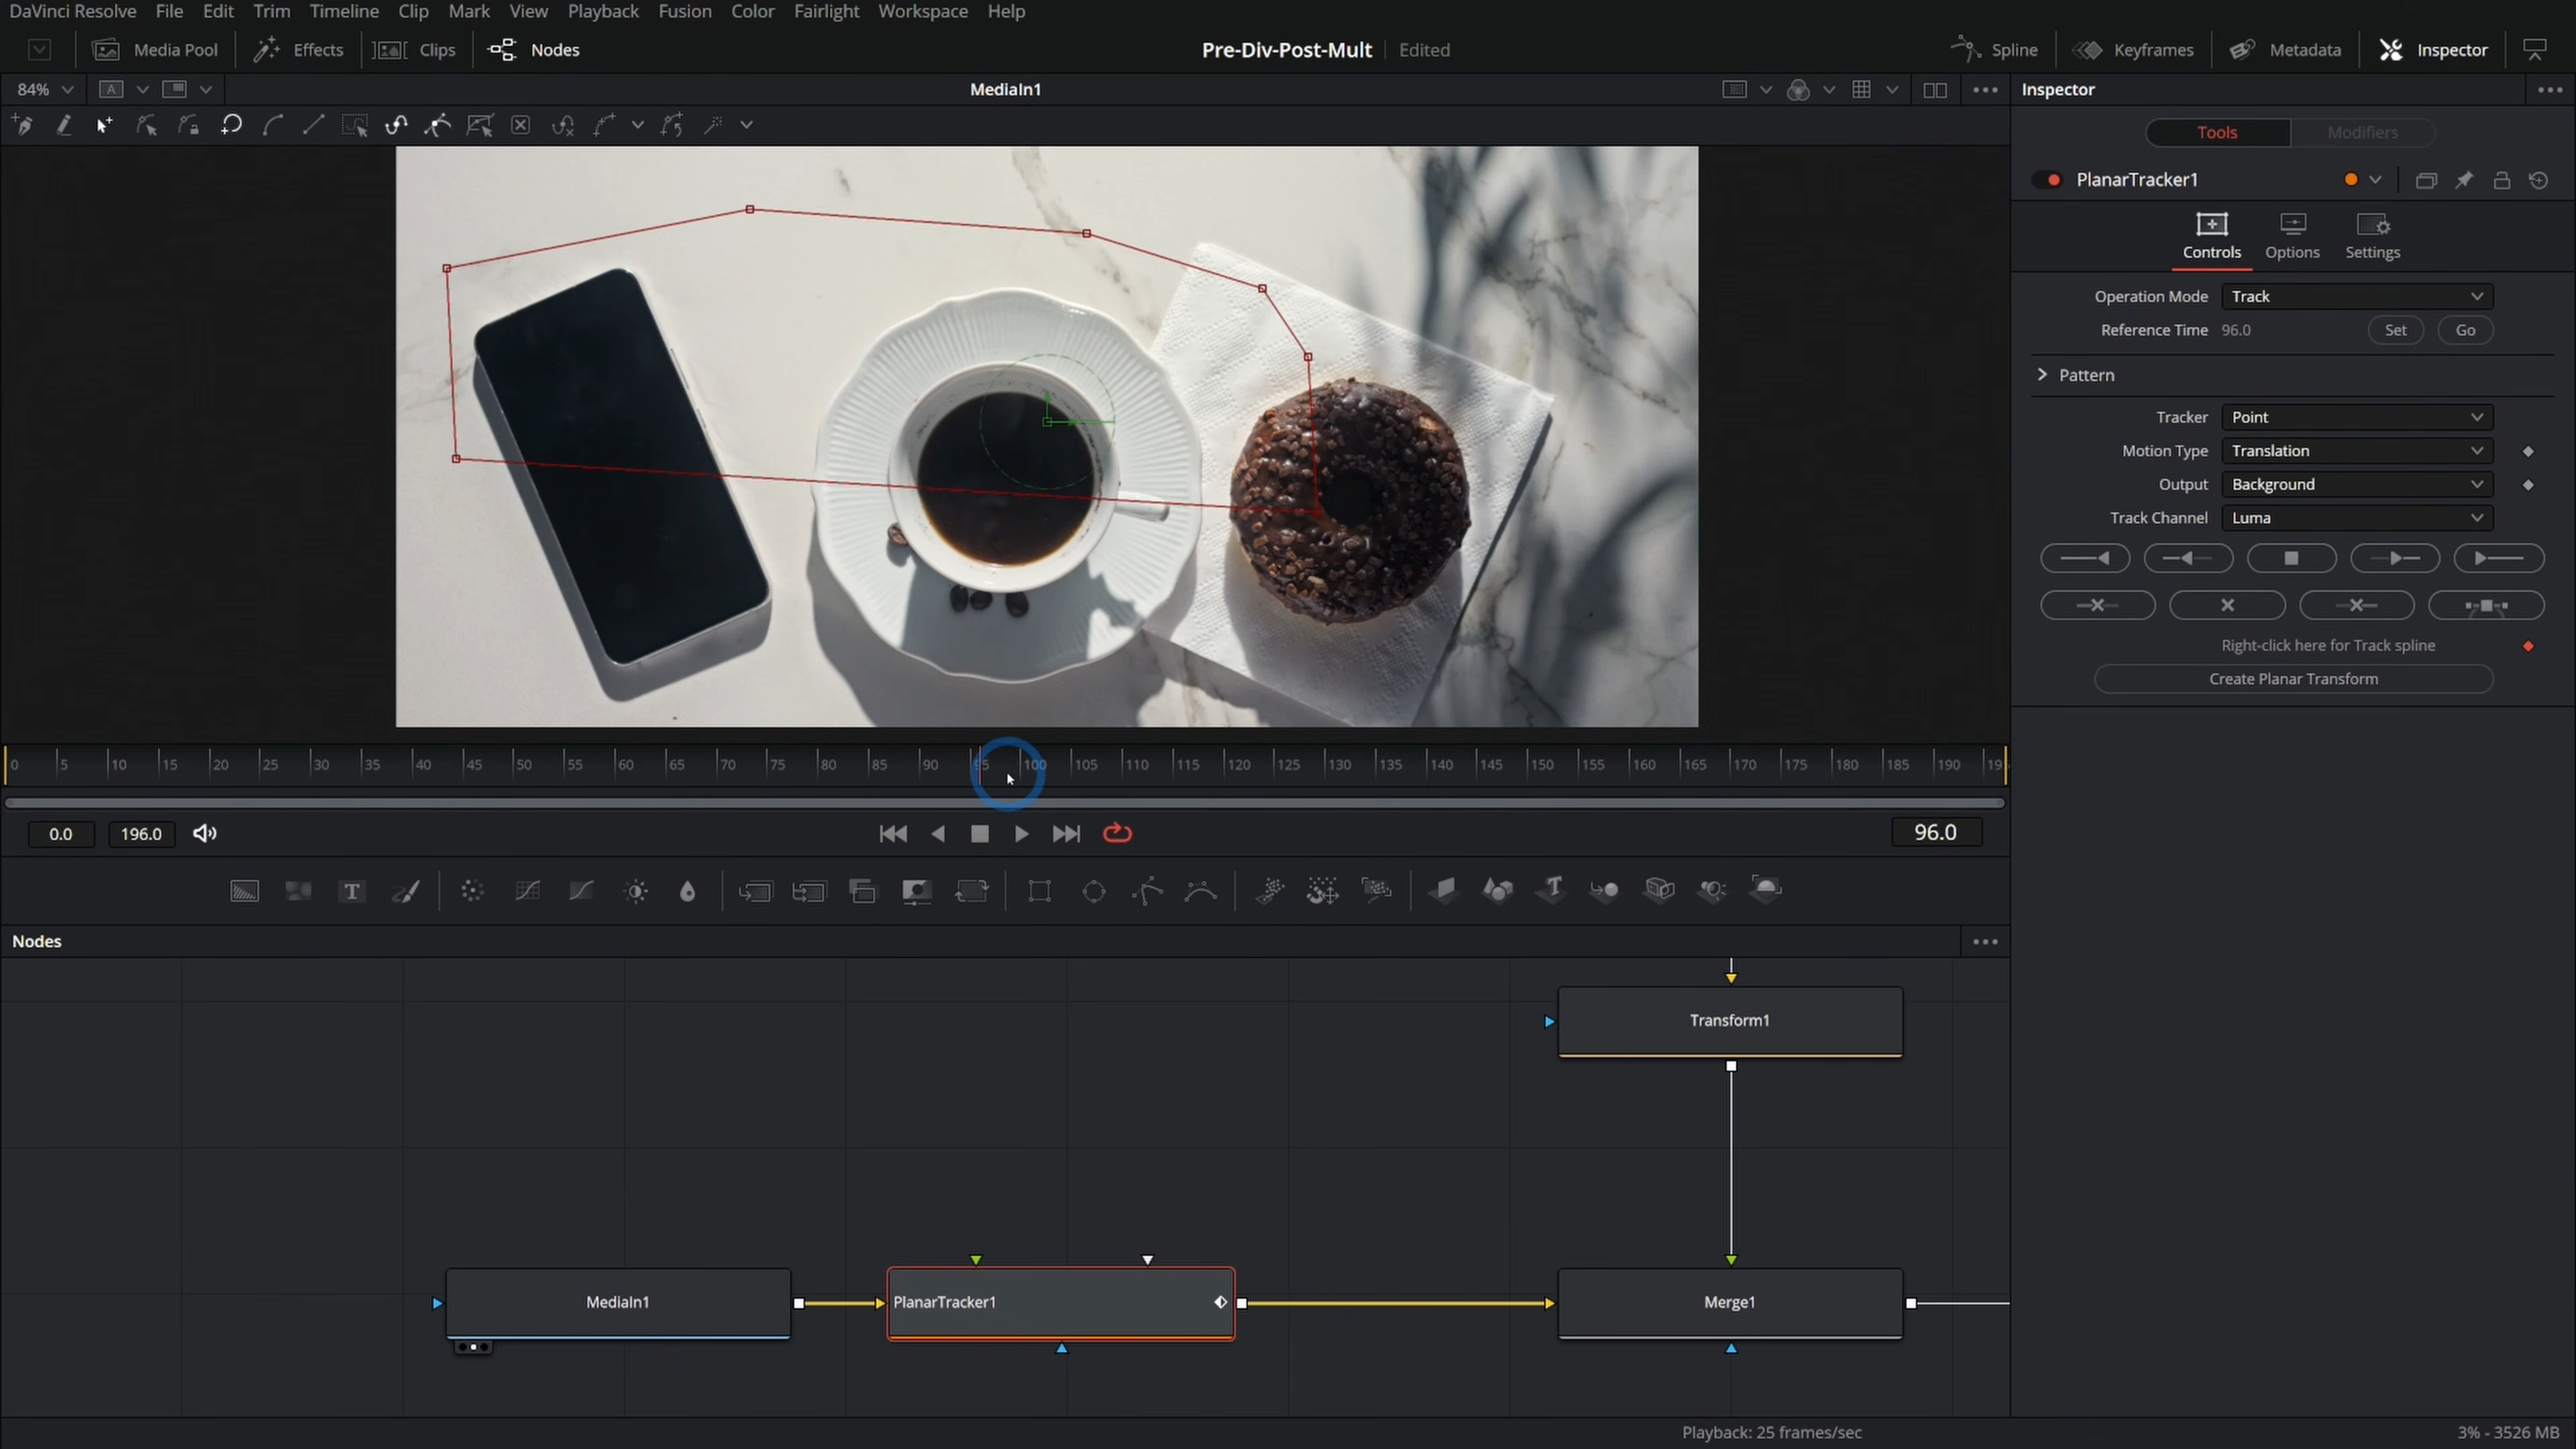 DaVinci Resolve File Edit Trim Timeline Clip Mark View Playback Fusion Color Fairlight Workspace Help
Media Pool Effects Clips Nodes Pre-Div-Post-Mult Edited Spline Keyframes Metadata Inspector
84% A MediaIn1 Inspector
Tools Modifiers
PlanarTracker1
Controls Options Settings
Operation Mode Track
Reference Time 96.0 Set Go
Pattern
Tracker Point
Motion Type Translation
Output Background
Track Channel Luma
Right-click here for Track spline
Create Planar Transform
0 5 10 15 20 25 30 35 40 45 50 55 60 65 70 75 80 85 90 95 100 105 110 115 120 125 130 135 140 145 150 155 160 165 170 175 180 185 190 19
0.0 196.0 96.0
T T
Nodes
Transform1
MediaIn1 PlanarTracker1 Merge1
Playback: 25 frames/sec 3% - 3526 MB